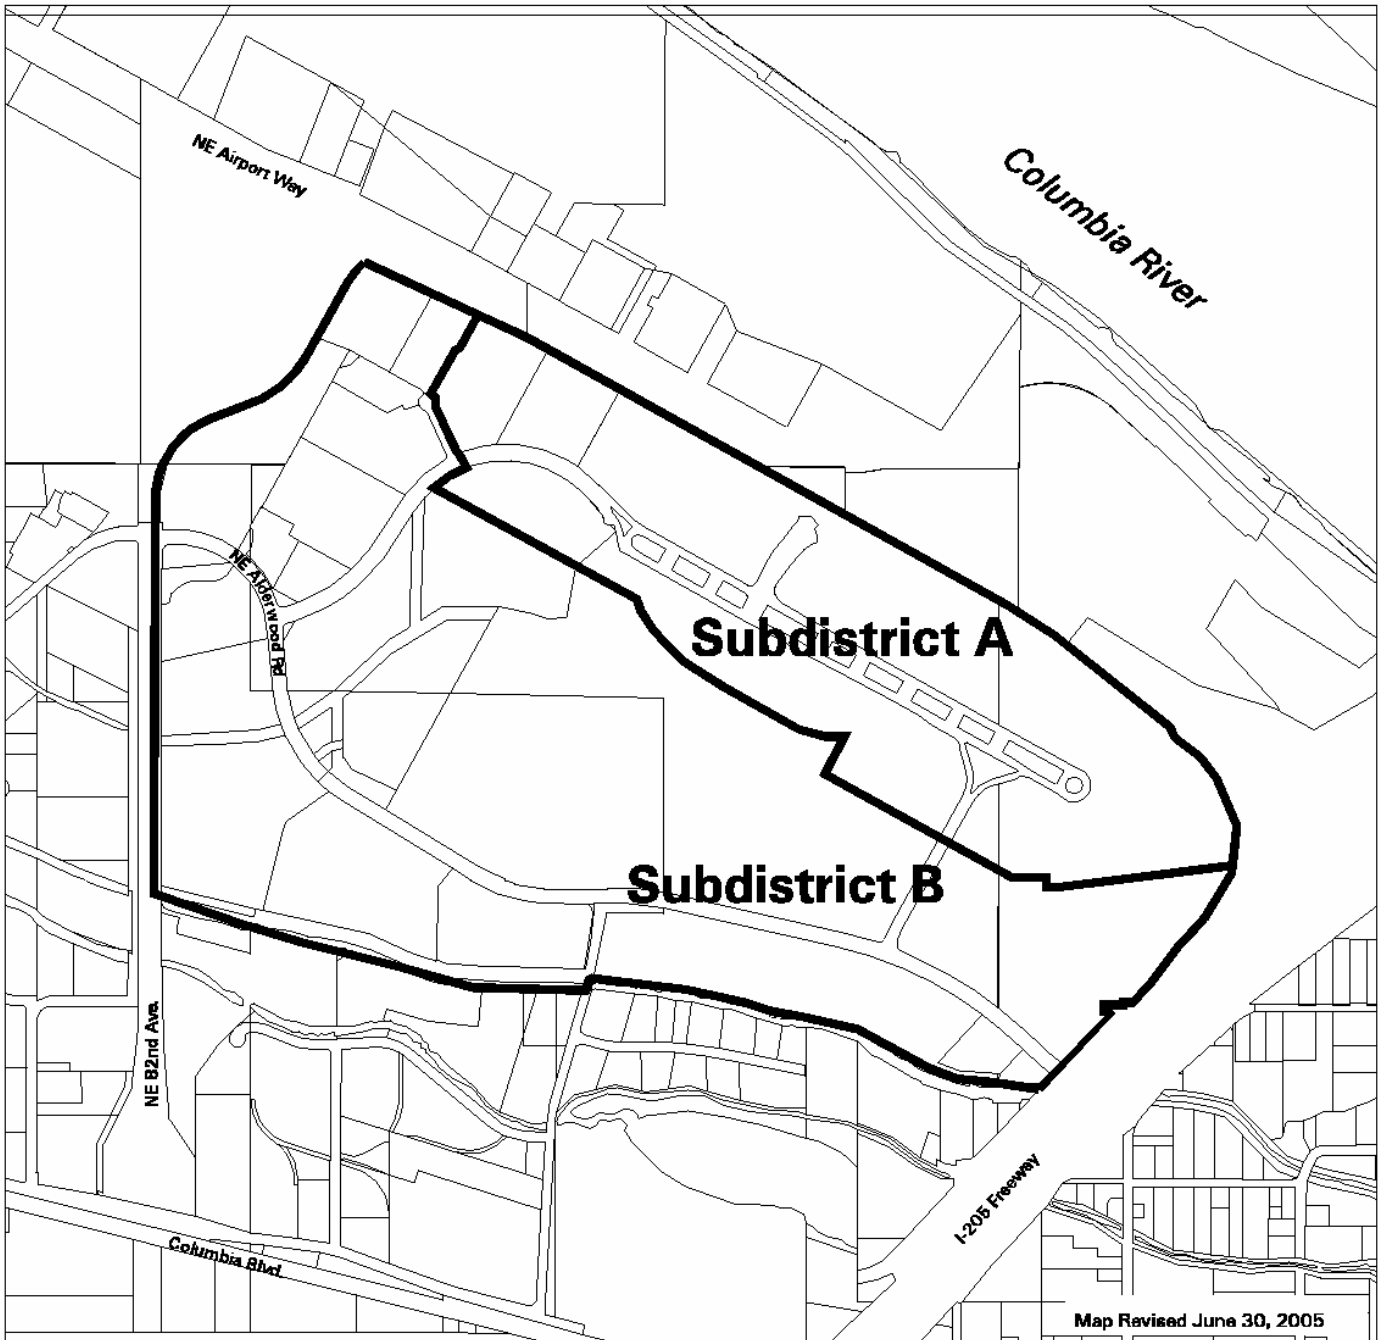 NE Airport Way
Columbia River
NE Alderwood Rd
Subdistrict A
Subdistrict B
NE 82nd Ave.
I-205 Freeway
Columbia Blvd.
Map Revised June 30, 2005